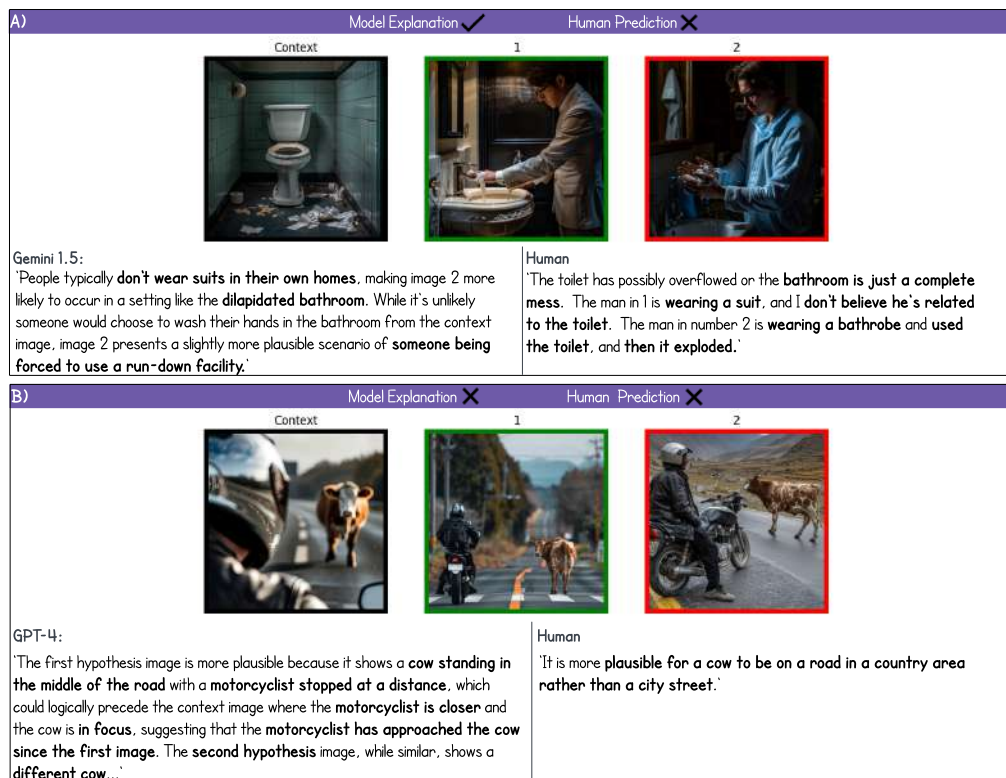 A) Model Explanation ✓ Human Prediction ✕
Context 1 2
Gemini 1.5:
‘People typically don't wear suits in their own homes, making image 2 more
likely to occur in a setting like the dilapidated bathroom. While it's unlikely
someone would choose to wash their hands in the bathroom from the context
image, image 2 presents a slightly more plausible scenario of someone being
forced to use a run-down facility.‘
Human
‘The toilet has possibly overflowed or the bathroom is just a complete
mess. The man in 1 is wearing a suit, and I don't believe he's related
to the toilet. The man in number 2 is wearing a bathrobe and used
the toilet, and then it exploded.‘
B) Model Explanation ✕ Human Prediction ✕
Context 1 2
GPT-4:
‘The first hypothesis image is more plausible because it shows a cow standing in
the middle of the road with a motorcyclist stopped at a distance, which
could logically precede the context image where the motorcyclist is closer and
the cow is in focus, suggesting that the motorcyclist has approached the cow
since the first image. The second hypothesis image, while similar, shows a
different cow...‘
Human
‘It is more plausible for a cow to be on a road in a country area
rather than a city street.‘